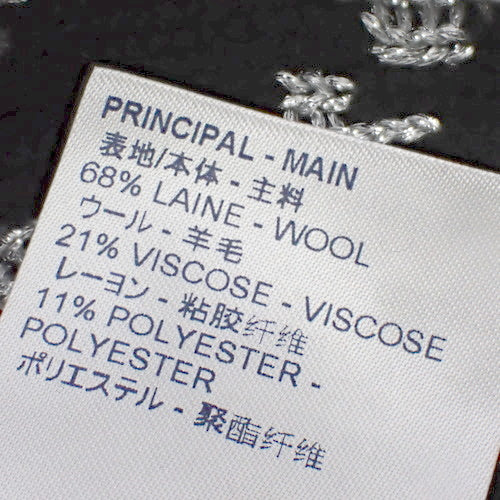 PRINCIPAL - MAIN
表地/本体 - 主料
68% LAINE - WOOL
ウール - 羊毛
21% VISCOSE - VISCOSE
レーヨン - 粘胶纤维
11% POLYESTER -
POLYESTER
ポリエステル - 聚酯纤维